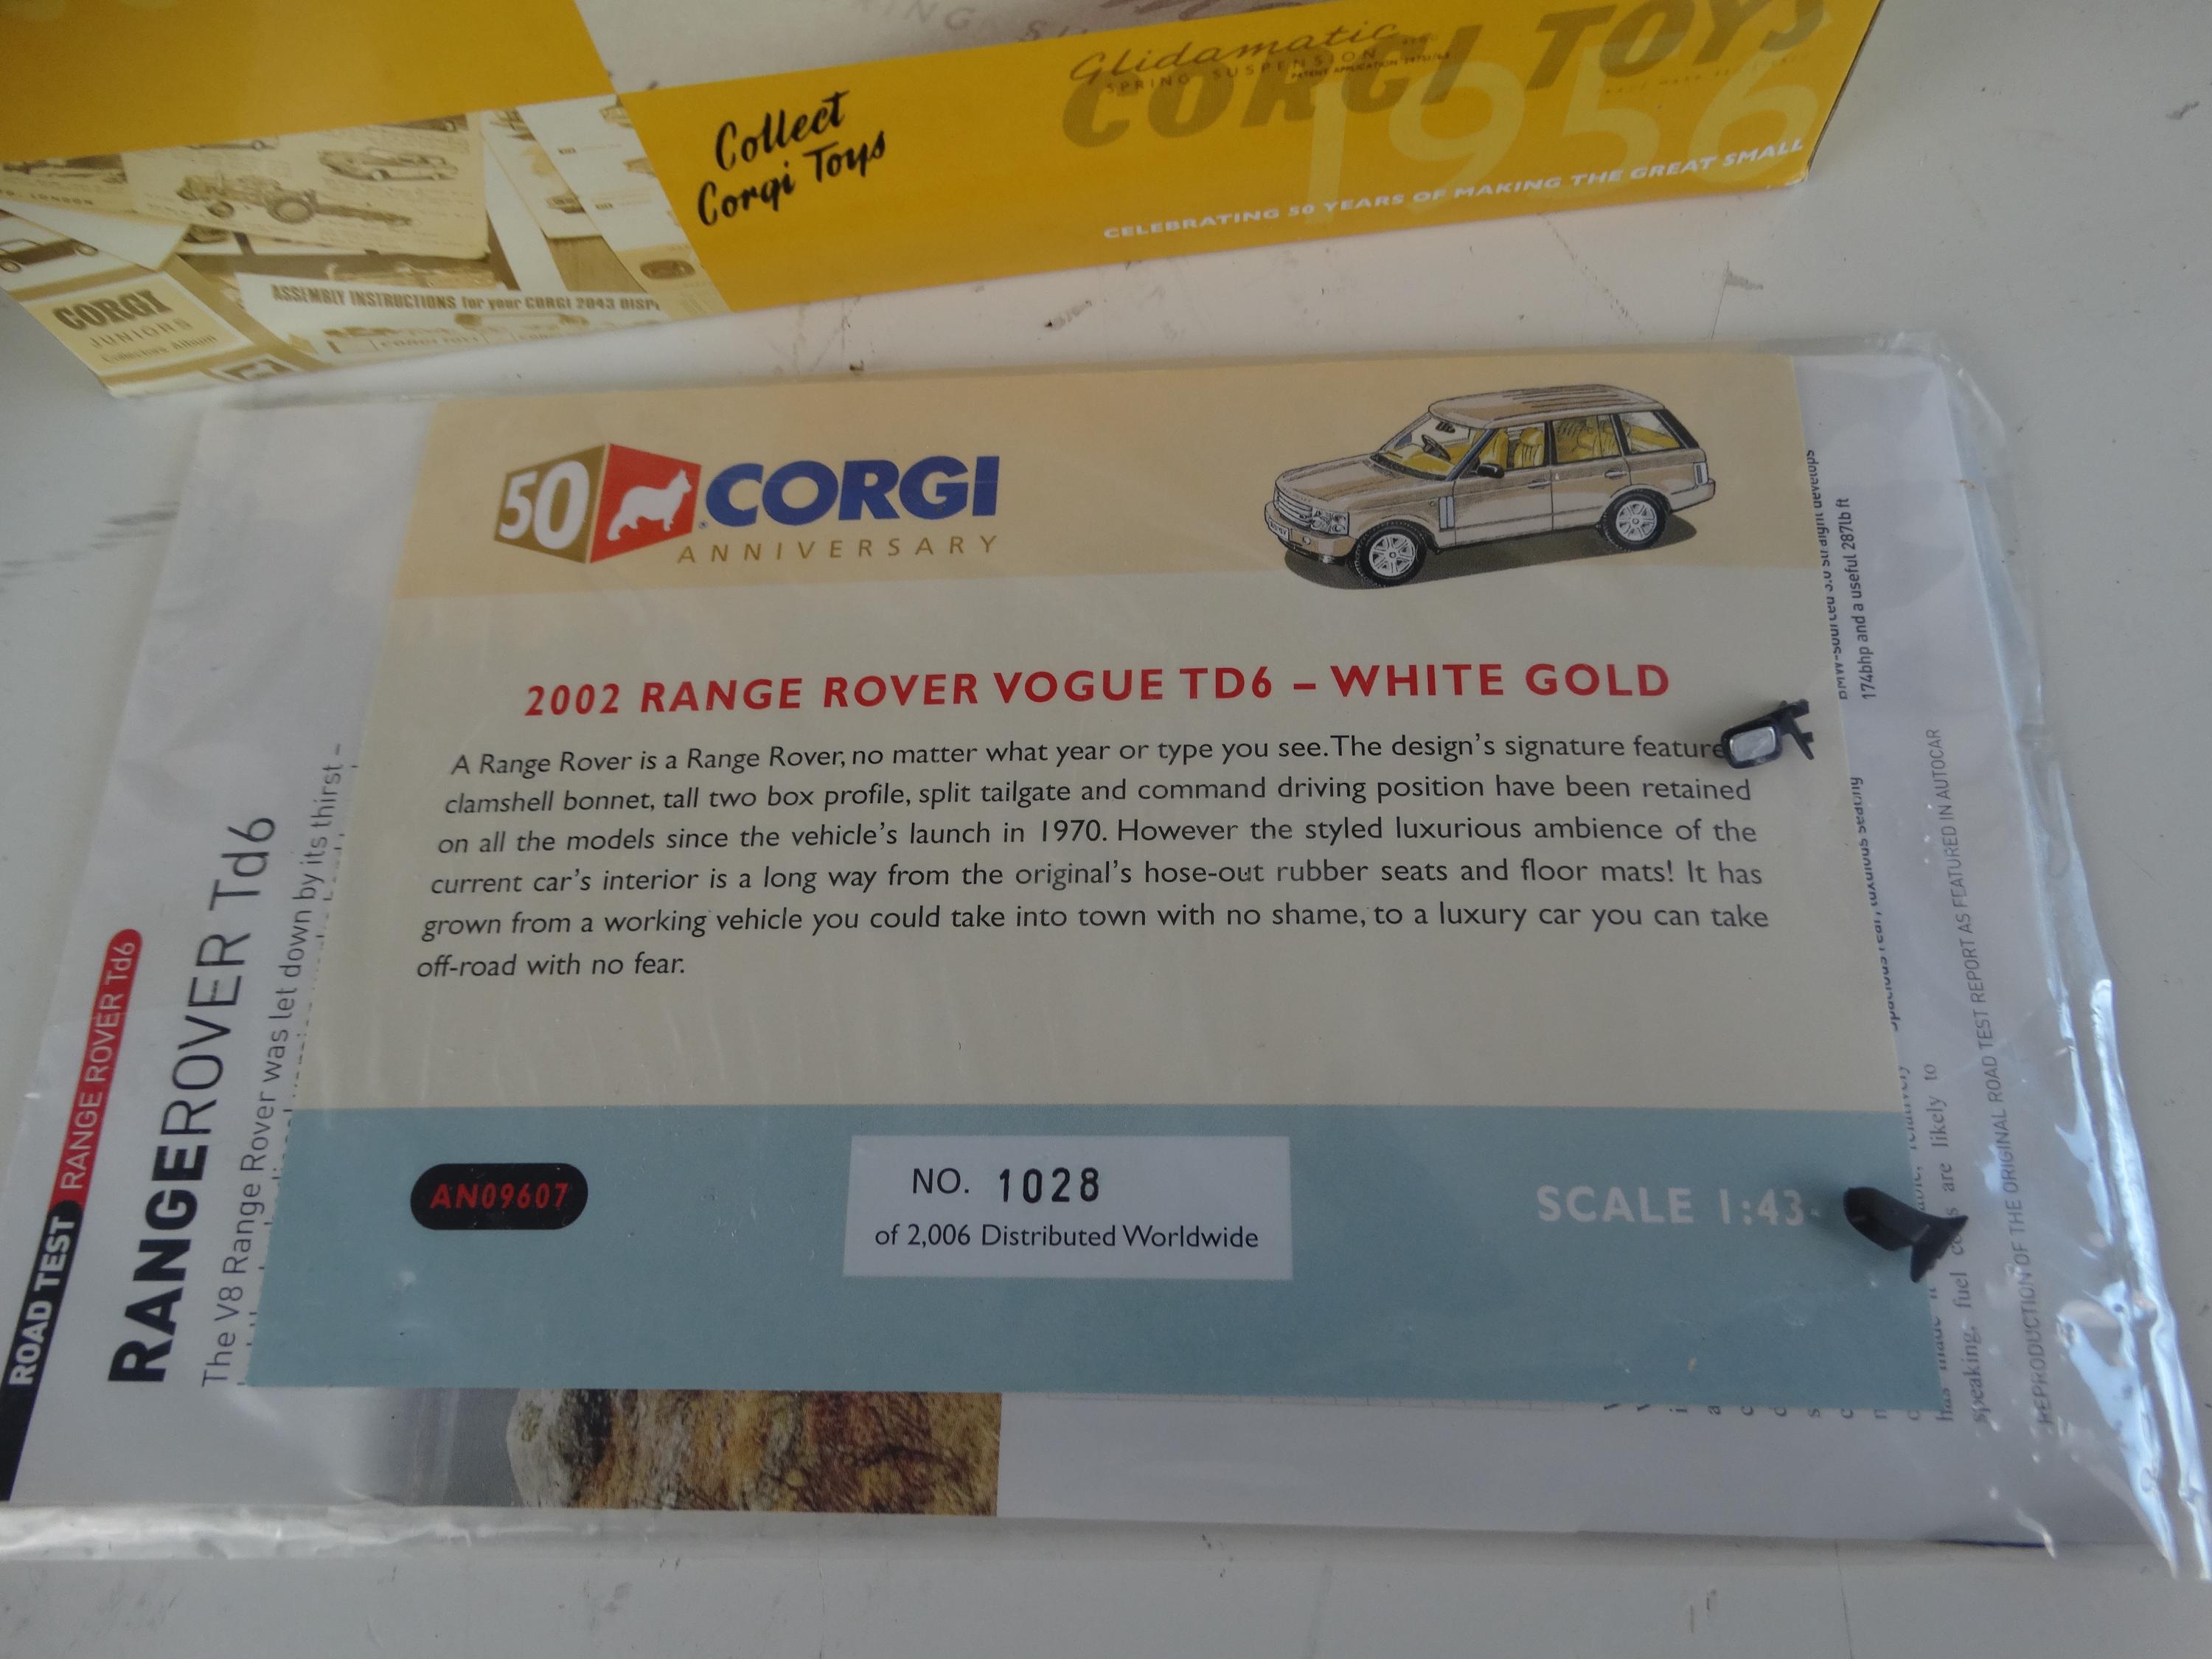 Glidamatic
SPRING SUSPENSION
CORGI TOYS
1956
Collect
Corgi Toys
CELEBRATING 50 YEARS OF MAKING THE GREAT SMALL
ASSEMBLY INSTRUCTIONS for your CORGI 2043
CORGI
JUNIORS
Collectors Album
50 CORGI
ANNIVERSARY
2002 RANGE ROVER VOGUE TD6 – WHITE GOLD
A Range Rover is a Range Rover, no matter what year or type you see. The design's signature feature
clamshell bonnet, tall two box profile, split tailgate and command driving position have been retained
on all the models since the vehicle's launch in 1970. However the styled luxurious ambience of the
current car's interior is a long way from the original's hose-out rubber seats and floor mats! It has
grown from a working vehicle you could take into town with no shame, to a luxury car you can take
off-road with no fear.
AN09607
NO. 1028
of 2,006 Distributed Worldwide
SCALE 1:43
ROAD TEST RANGE ROVER Td6
RANGEROVER Td6
The V8 Range Rover was let down by its thirst –
174bhp and a useful 287lb ft
are likely to
speaking, fuel
REPRODUCTION OF THE ORIGINAL ROAD TEST REPORT AS FEATURED IN AUTOCAR